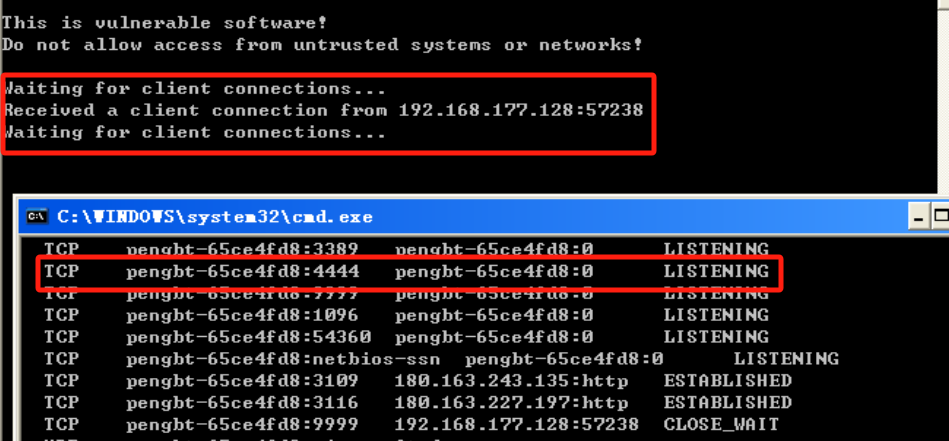 This is vulnerable software!
Do not allow access from untrusted systems or networks!
Waiting for client connections...
Received a client connection from 192.168.177.128:57238
Waiting for client connections...
C:\WINDOWS\system32\cmd.exe
TCP pengbt-65ce4fd8:3389 pengbt-65ce4fd8:0 LISTENING
TCP pengbt-65ce4fd8:4444 pengbt-65ce4fd8:0 LISTENING
TCP pengbt-65ce4fd8:9999 pengbt-65ce4fd8:0 LISTENING
TCP pengbt-65ce4fd8:1096 pengbt-65ce4fd8:0 LISTENING
TCP pengbt-65ce4fd8:54360 pengbt-65ce4fd8:0 LISTENING
TCP pengbt-65ce4fd8:netbios-ssn pengbt-65ce4fd8:0 LISTENING
TCP pengbt-65ce4fd8:3109 180.163.243.135:http ESTABLISHED
TCP pengbt-65ce4fd8:3116 180.163.227.197:http ESTABLISHED
TCP pengbt-65ce4fd8:9999 192.168.177.128:57238 CLOSE_WAIT